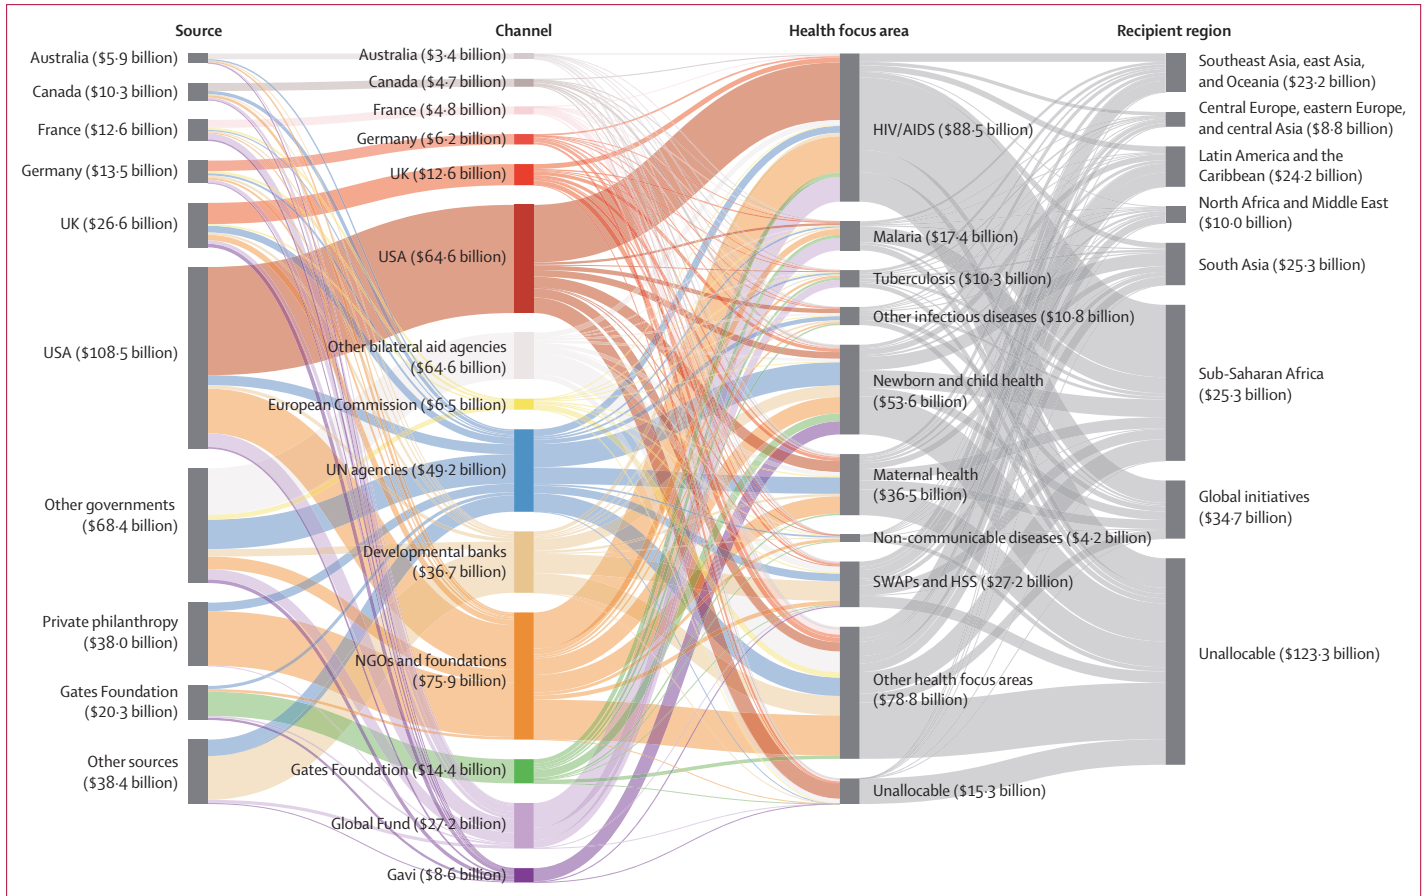 Source
Channel
Health focus area
Recipient region
Australia ($5·9 billion)
Canada ($10·3 billion)
France ($12·6 billion)
Germany ($13·5 billion)
UK ($26·6 billion)
USA ($108·5 billion)
Other governments
($68·4 billion)
Private philanthropy
($38·0 billion)
Gates Foundation
($20·3 billion)
Other sources
($38·4 billion)
Australia ($3·4 billion)
Canada ($4·7 billion)
France ($4·8 billion)
Germany ($6·2 billion)
UK ($12·6 billion)
USA ($64·6 billion)
Other bilateral aid agencies
($64·6 billion)
European Commission ($6·5 billion)
UN agencies ($49·2 billion)
Developmental banks
($36·7 billion)
NGOs and foundations
($75·9 billion)
Gates Foundation ($14·4 billion)
Global Fund ($27·2 billion)
Gavi ($8·6 billion)
HIV/AIDS ($88·5 billion)
Malaria ($17·4 billion)
Tuberculosis ($10·3 billion)
Other infectious diseases ($10·8 billion)
Newborn and child health
($53·6 billion)
Maternal health
($36·5 billion)
Non-communicable diseases ($4·2 billion)
SWAPs and HSS ($27·2 billion)
Other health focus areas
($78·8 billion)
Unallocable ($15·3 billion)
Southeast Asia, east Asia,
and Oceania ($23·2 billion)
Central Europe, eastern Europe,
and central Asia ($8·8 billion)
Latin America and the
Caribbean ($24·2 billion)
North Africa and Middle East
($10·0 billion)
South Asia ($25·3 billion)
Sub-Saharan Africa
($25·3 billion)
Global initiatives
($34·7 billion)
Unallocable ($123·3 billion)